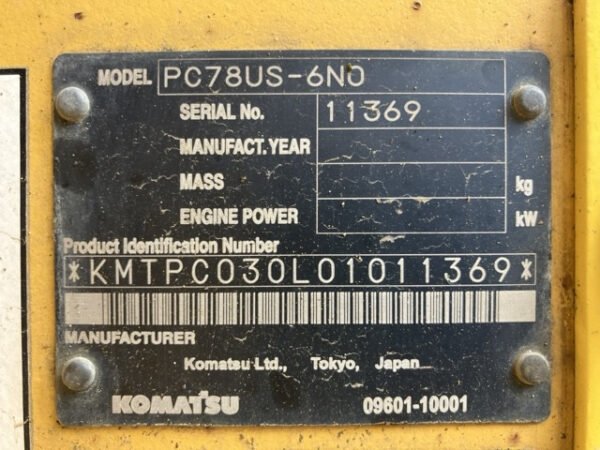 MODEL PC78US-6N0
SERIAL No. 11369
MANUFACT. YEAR
MASS kg
ENGINE POWER kW
Product Identification Number
*KMTPC030L01011369*
MANUFACTURER
Komatsu Ltd., Tokyo, Japan
KOMATSU 09601-10001